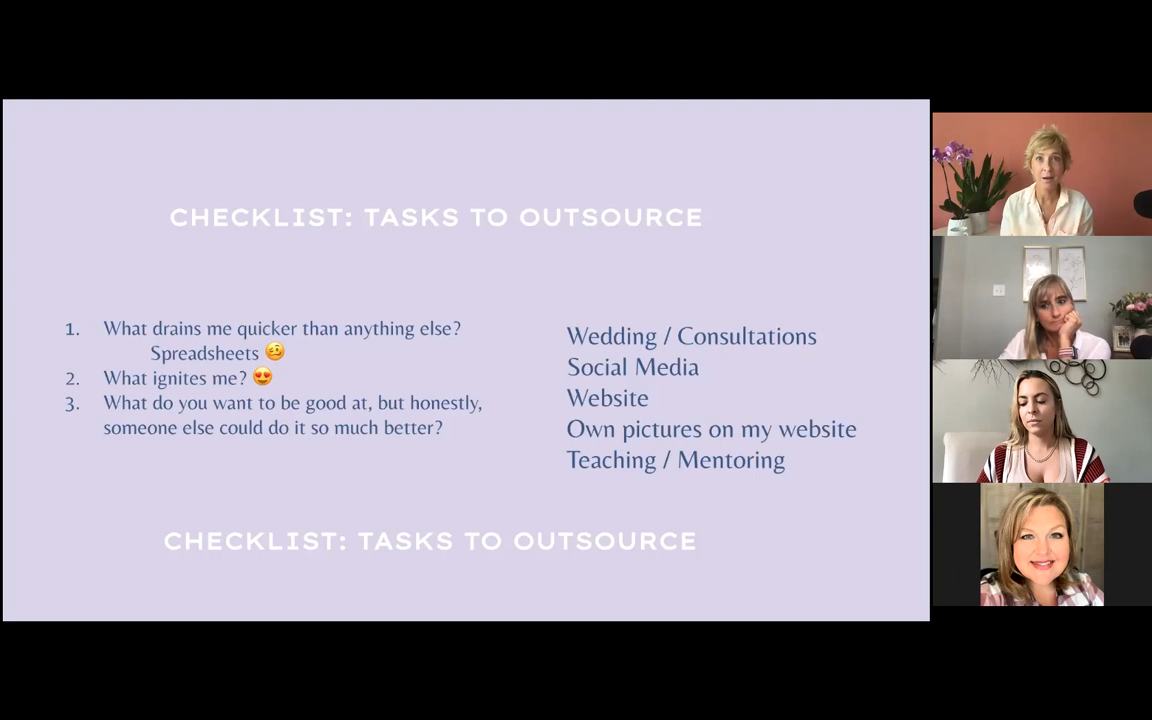 CHECKLIST: TASKS TO OUTSOURCE
1. What drains me quicker than anything else?
Spreadsheets 🥴
2. What ignites me? 😍
3. What do you want to be good at, but honestly,
someone else could do it so much better?
Wedding / Consultations
Social Media
Website
Own pictures on my website
Teaching / Mentoring
CHECKLIST: TASKS TO OUTSOURCE